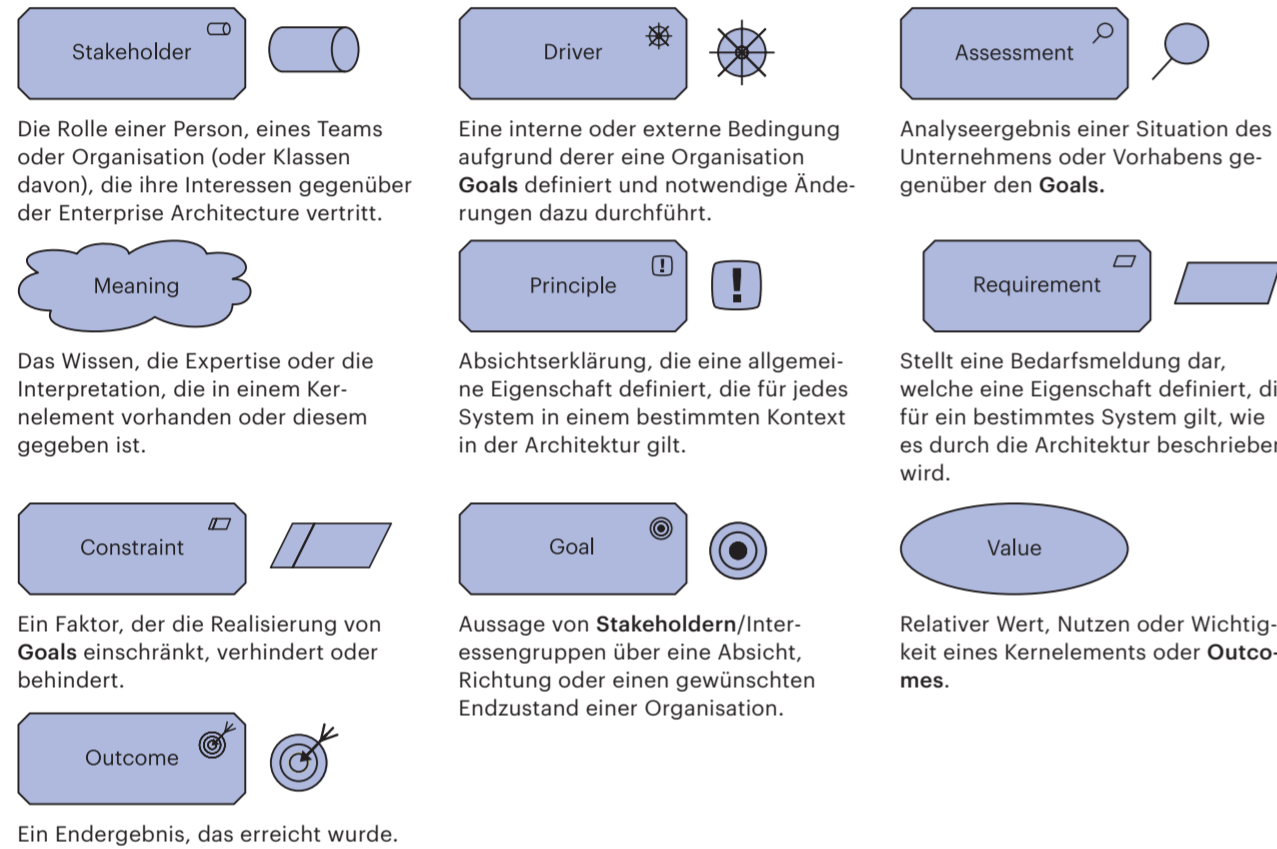 Stakeholder
Die Rolle einer Person, eines Teams
oder Organisation (oder Klassen
davon), die ihre Interessen gegenüber
der Enterprise Architecture vertritt.
Driver
Eine interne oder externe Bedingung
aufgrund derer eine Organisation
Goals definiert und notwendige Ände-
rungen dazu durchführt.
Assessment
Analyseergebnis einer Situation des
Unternehmens oder Vorhabens ge-
genüber den Goals.
Meaning
Das Wissen, die Expertise oder die
Interpretation, die in einem Ker-
nelement vorhanden oder diesem
gegeben ist.
Principle
Absichtserklärung, die eine allgemei-
ne Eigenschaft definiert, die für jedes
System in einem bestimmten Kontext
in der Architektur gilt.
Requirement
Stellt eine Bedarfsmeldung dar,
welche eine Eigenschaft definiert, di
für ein bestimmtes System gilt, wie
es durch die Architektur beschrieben
wird.
Constraint
Ein Faktor, der die Realisierung von
Goals einschränkt, verhindert oder
behindert.
Goal
Aussage von Stakeholdern/Inter-
essengruppen über eine Absicht,
Richtung oder einen gewünschten
Endzustand einer Organisation.
Value
Relativer Wert, Nutzen oder Wichtig-
keit eines Kernelements oder Outco-
mes.
Outcome
Ein Endergebnis, das erreicht wurde.